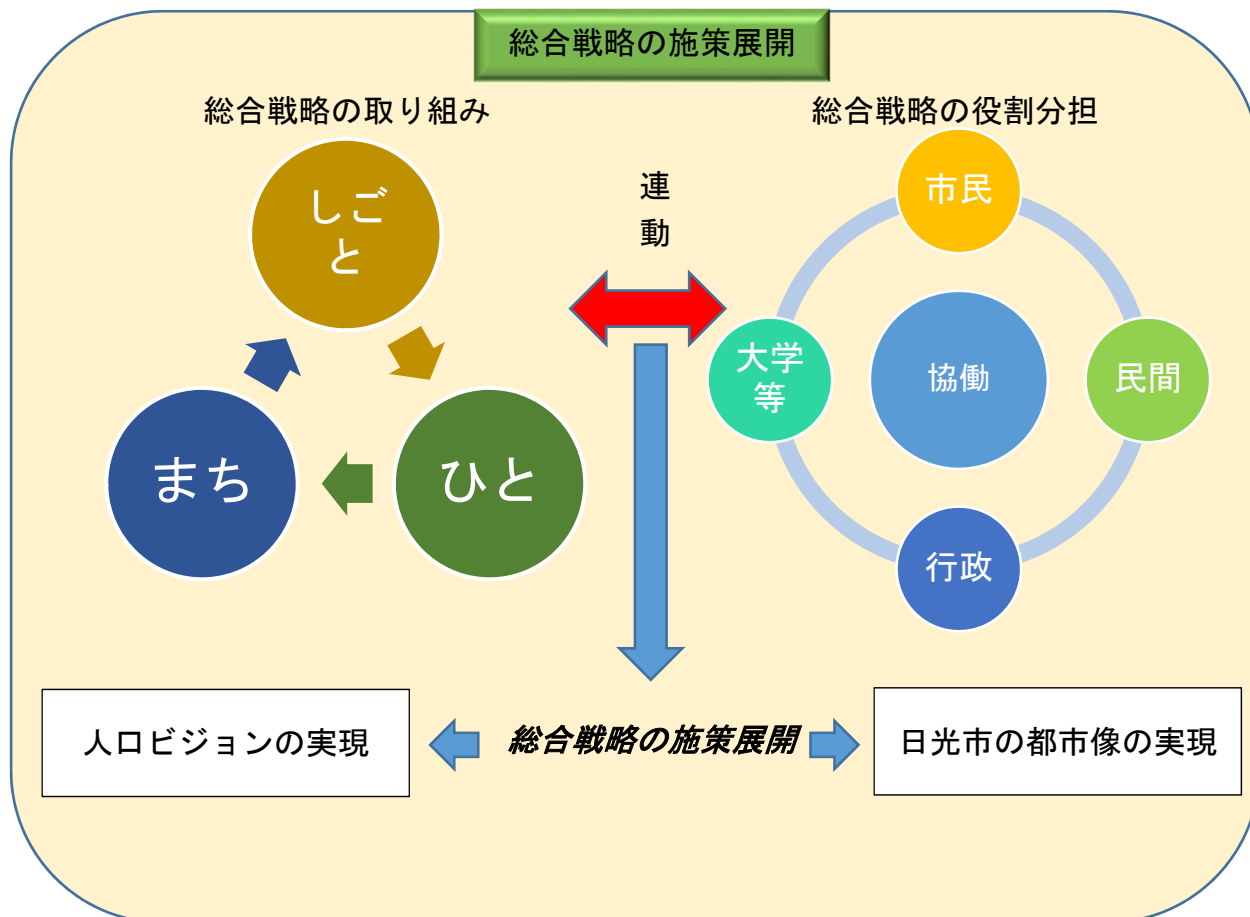 総合戦略の施策展開
総合戦略の取り組み
しご
と
まち
ひと
連
動
総合戦略の役割分担
市民
大学
等
協働
民間
行政
人口ビジョンの実現
総合戦略の施策展開
日光市の都市像の実現